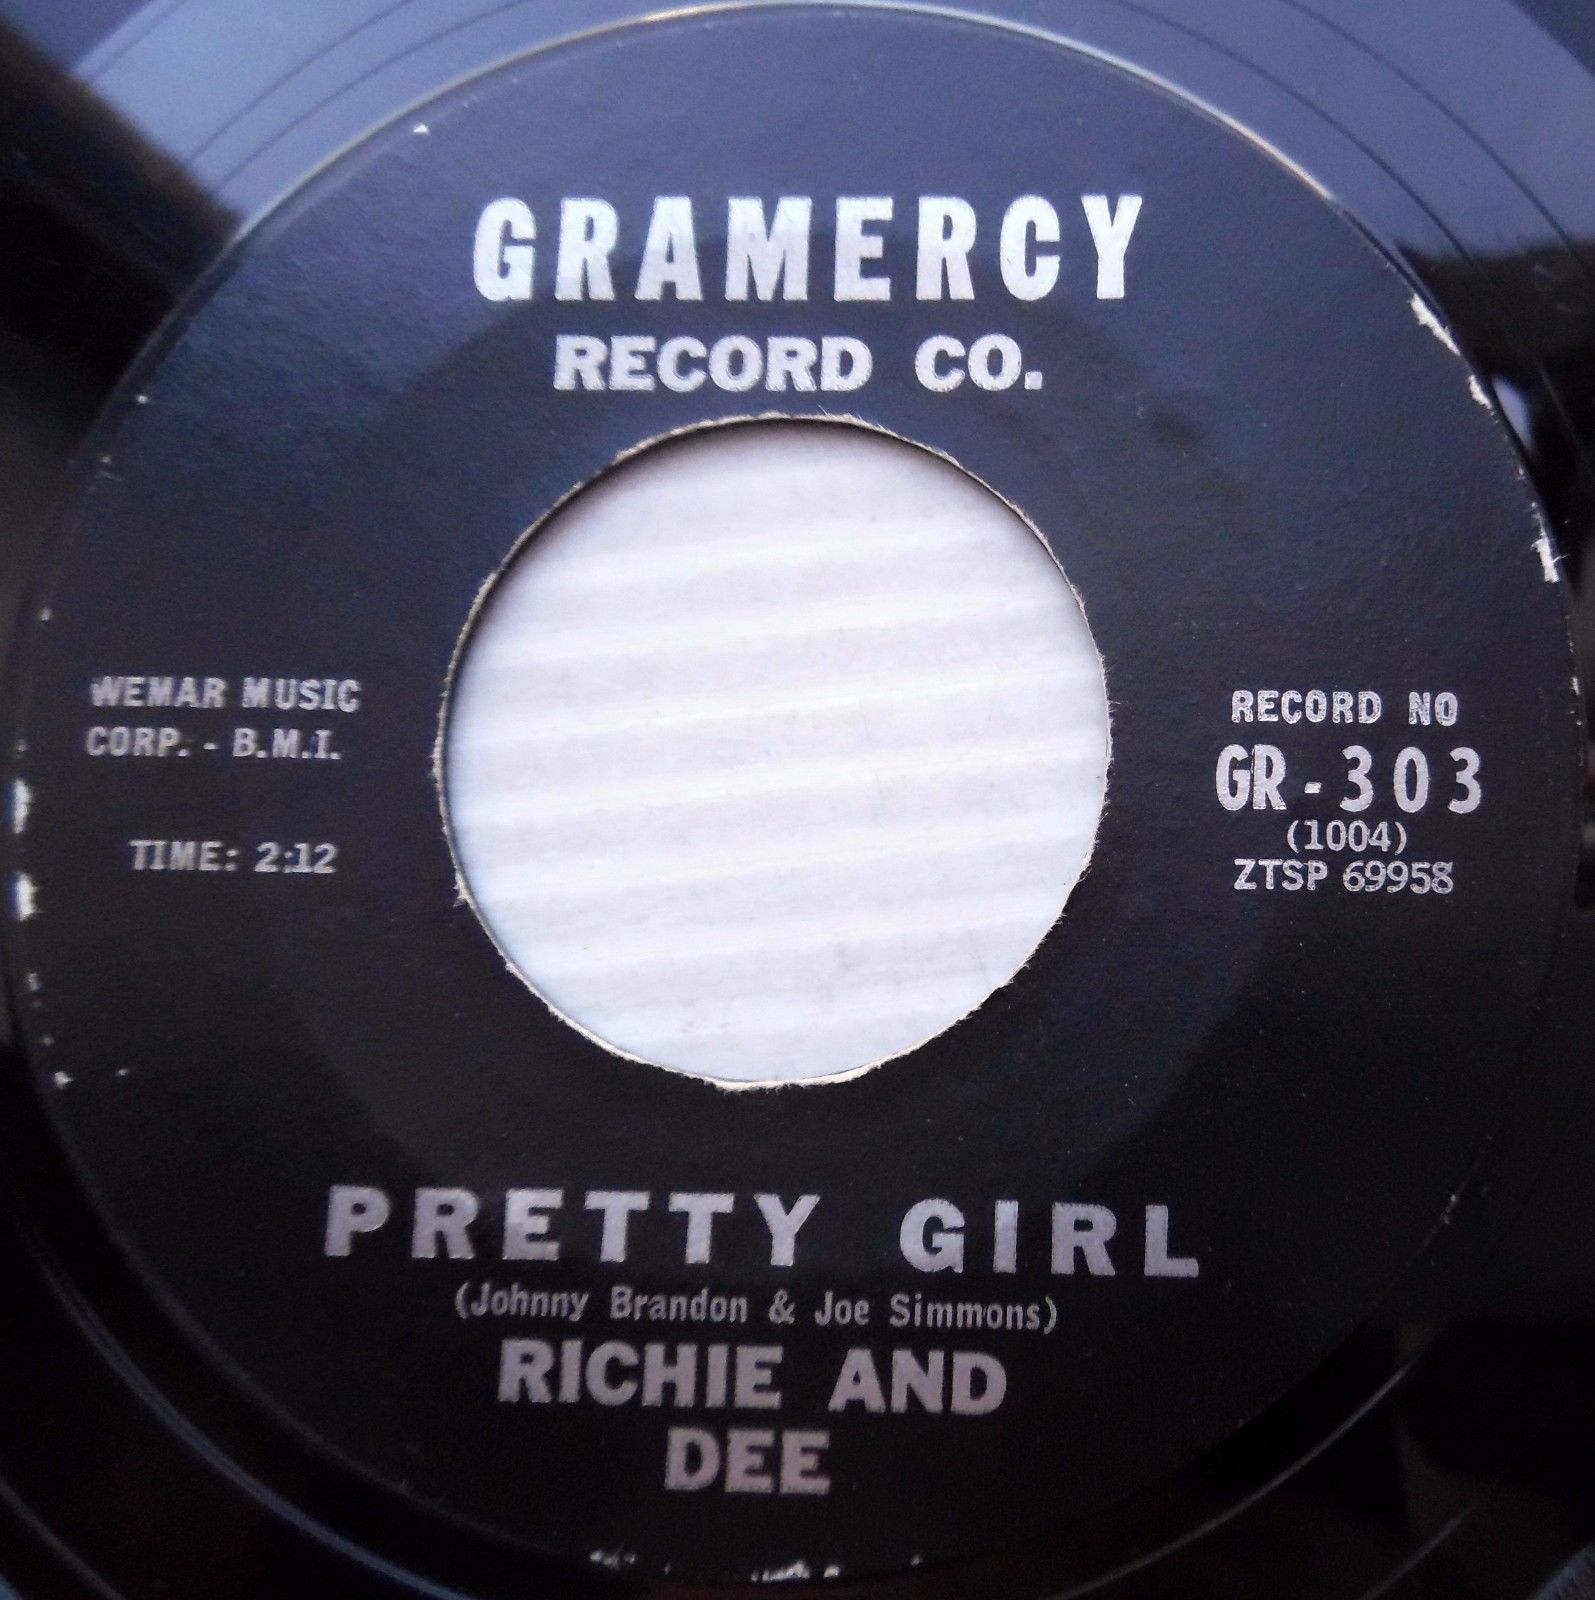 GRAMERCY
RECORD CO.
WEMAR MUSIC
CORP. - B.M.I.
TIME: 2:12
RECORD NO
GR-303
(1004)
ZTSP 69958
PRETTY GIRL
(Johnny Brandon & Joe Simmons)
RICHIE AND
DEE